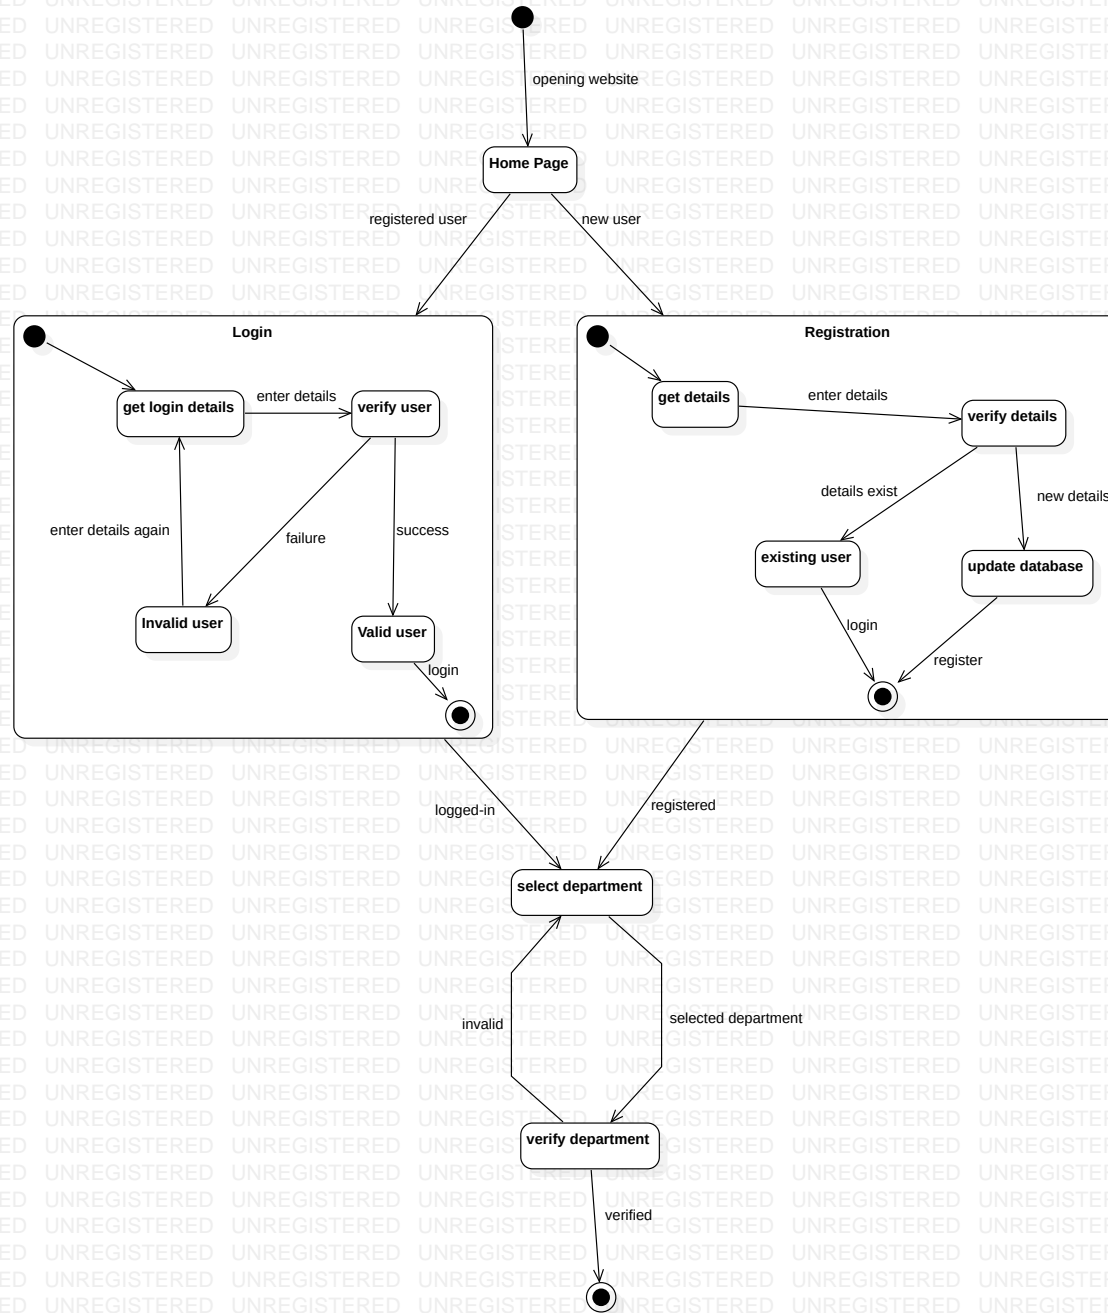 opening website
Home Page
registered user
new user
Login
Registration
get login details
enter details
verify user
get details
enter details
verify details
enter details again
failure
success
details exist
new details
existing user
update database
Invalid user
Valid user
login
login
register
logged-in
registered
select department
invalid
selected department
verify department
verified
UNREGISTERED